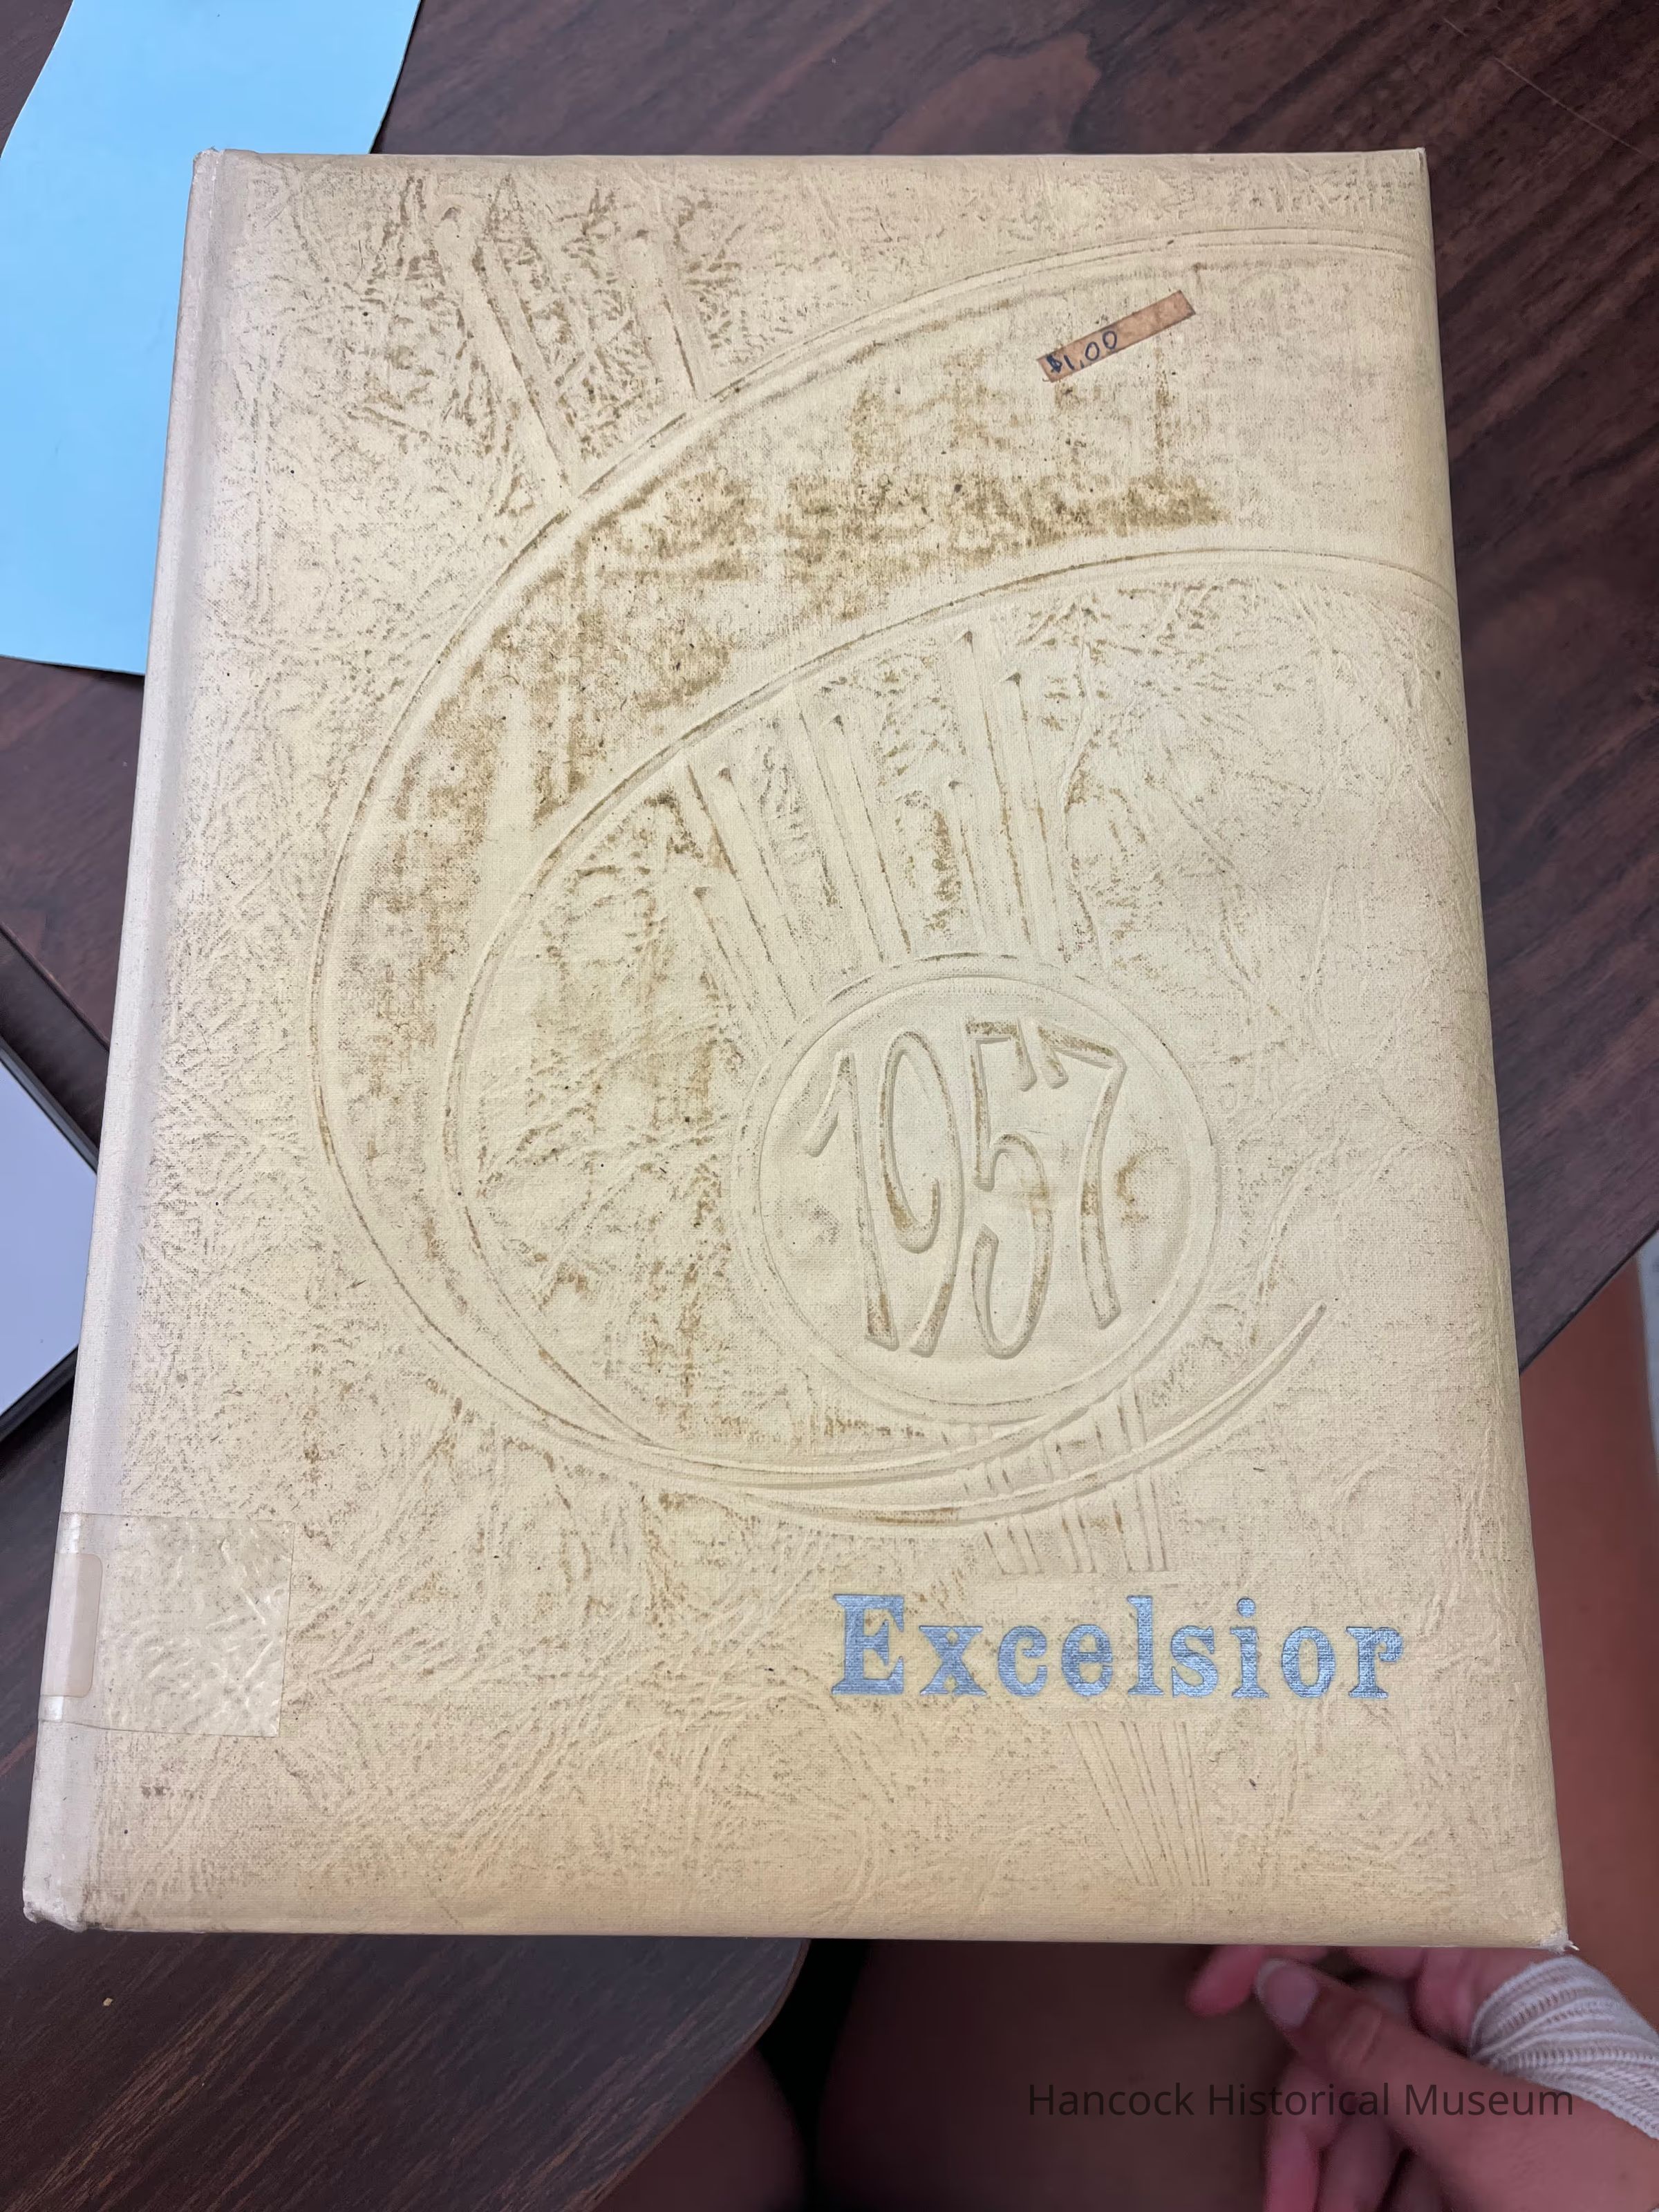 $1.00
1957
Excelsior
Hancock Historical Museum